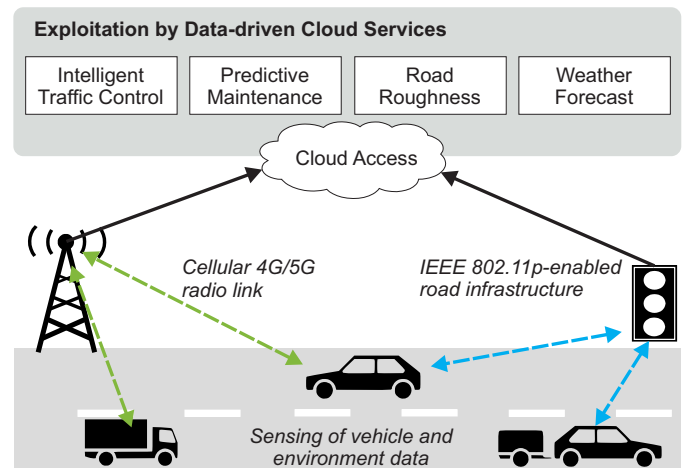 Exploitation by Data-driven Cloud Services
Intelligent
Traffic Control
Predictive
Maintenance
Road
Roughness
Weather
Forecast
Cloud Access
Cellular 4G/5G
radio link
IEEE 802.11p-enabled
road infrastructure
Sensing of vehicle and
environment data